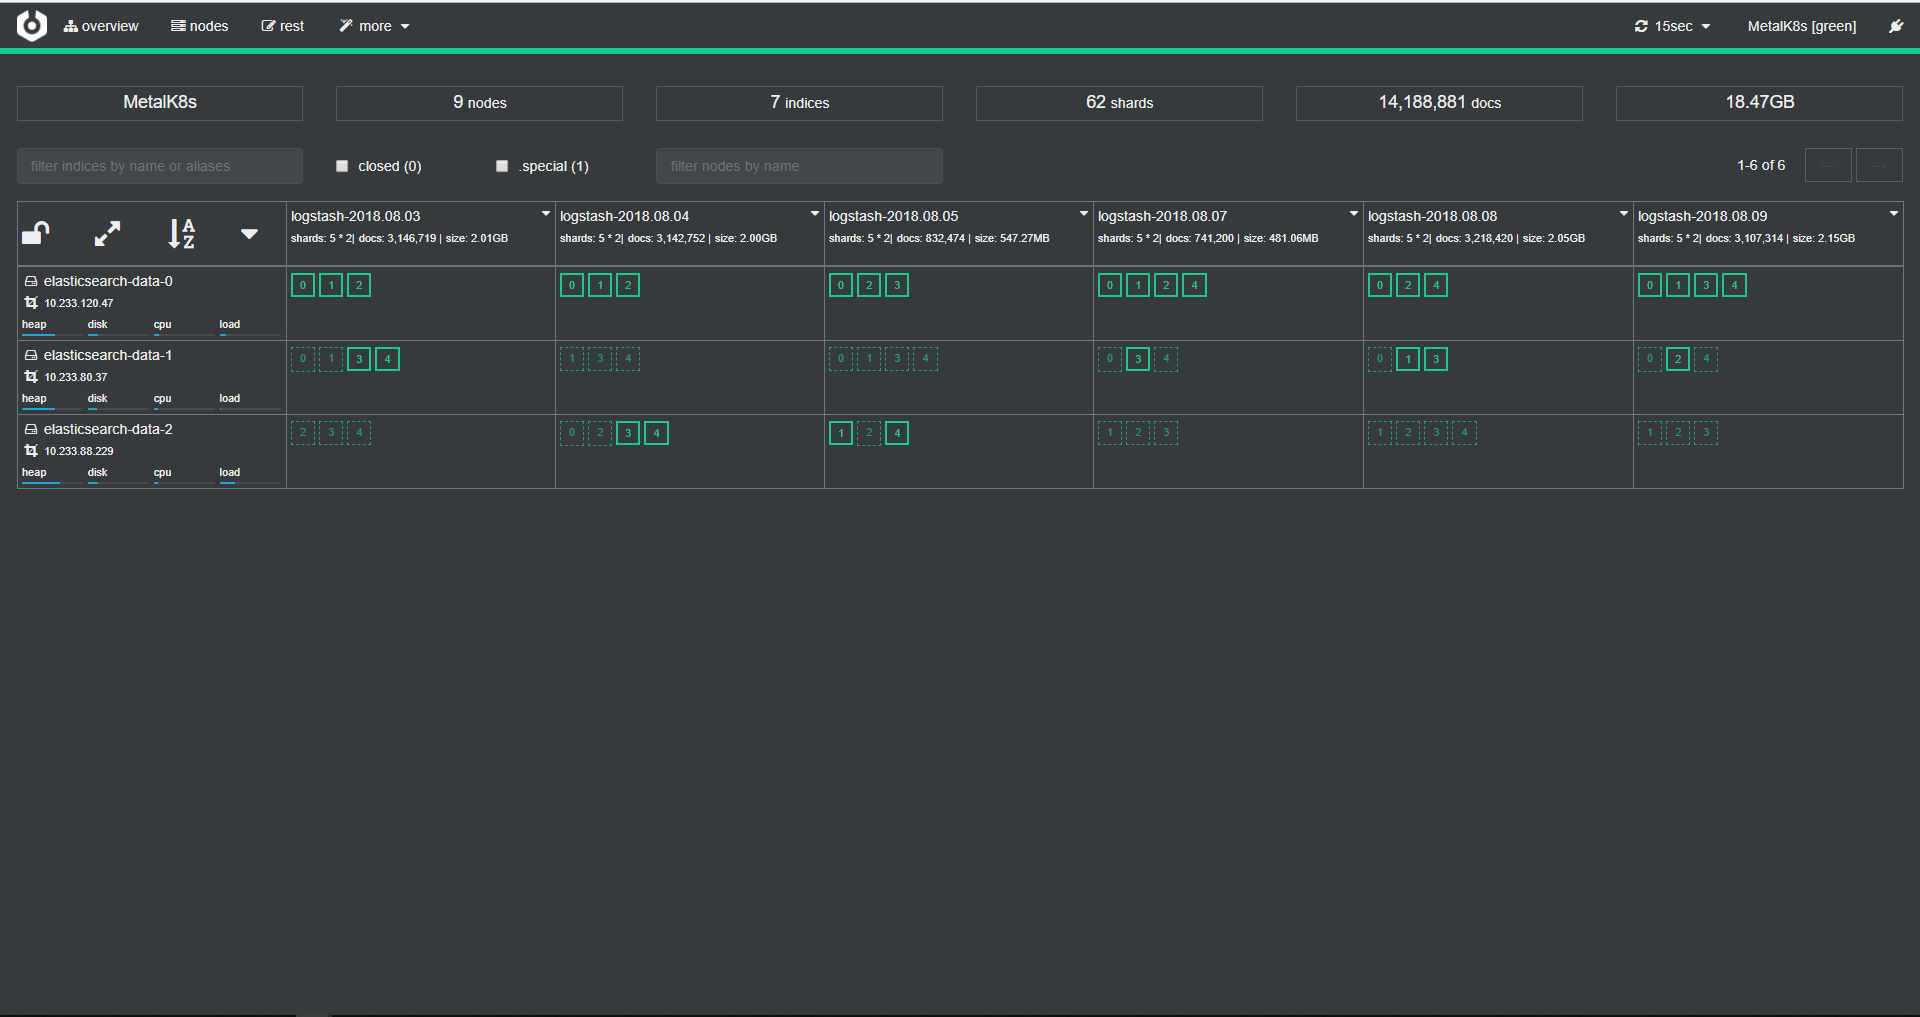 overview nodes rest more 15sec MetalK8s [green]
MetalK8s 9 nodes 7 indices 62 shards 14,188,881 docs 18.47GB
filter indices by name or aliases closed (0) .special (1) filter nodes by name 1-6 of 6
logstash-2018.08.03 logstash-2018.08.04 logstash-2018.08.05 logstash-2018.08.07 logstash-2018.08.08 logstash-2018.08.09
shards: 5 * 2| docs: 3,146,719 | size: 2.01GB shards: 5 * 2| docs: 3,142,752 | size: 2.00GB shards: 5 * 2| docs: 832,474 | size: 547.27MB shards: 5 * 2| docs: 741,200 | size: 481.06MB shards: 5 * 2| docs: 3,218,420 | size: 2.05GB shards: 5 * 2| docs: 3,107,314 | size: 2.15GB
elasticsearch-data-0 0 1 2 0 1 2 0 2 3 0 1 2 4 0 2 4 0 1 3 4
10.233.120.47
heap disk cpu load
elasticsearch-data-1 0 1 3 4 1 3 4 0 1 3 4 0 3 4 0 1 3 0 2 4
10.233.80.37
heap disk cpu load
elasticsearch-data-2 2 3 4 0 2 3 4 1 2 4 1 2 3 1 2 3 4 1 2 3
10.233.88.229
heap disk cpu load